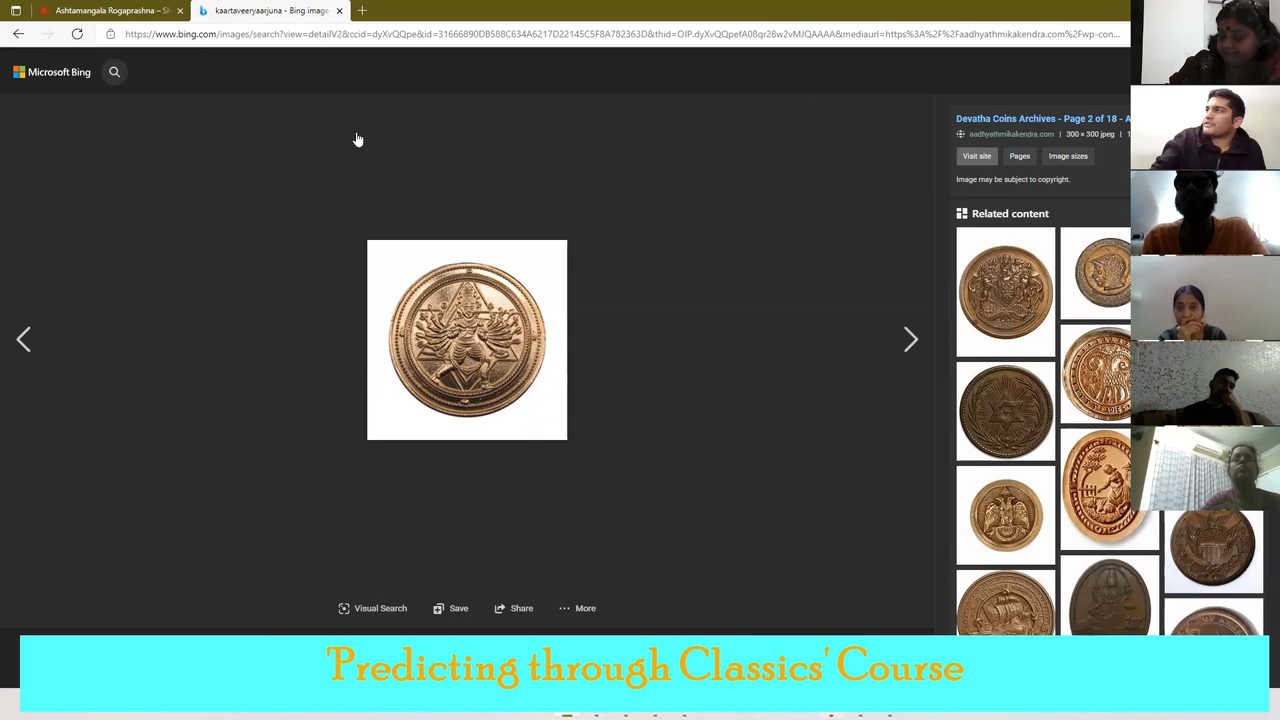 Ashtamangala Rogaprashna – Sh
kaartaveeryaarjuna - Bing image
https://www.bing.com/images/search?view=detailV2&ccid=dyXvQQpe&id=31666890DB588C634A6217D22145C5F8A782363D&thid=OIP.dyXvQQpefA08qr28w2vMJQAAAA&mediaurl=https%3A%2F%2Faadhyathmikakendra.com%2Fwp-con...
Microsoft Bing
Devatha Coins Archives - Page 2 of 18 - A
aadhyathmikakendra.com | 300 × 300 jpeg | 1
Visit site
Pages
Image sizes
Image may be subject to copyright.
Related content
Visual Search
Save
Share
More
'Predicting through Classics' Course